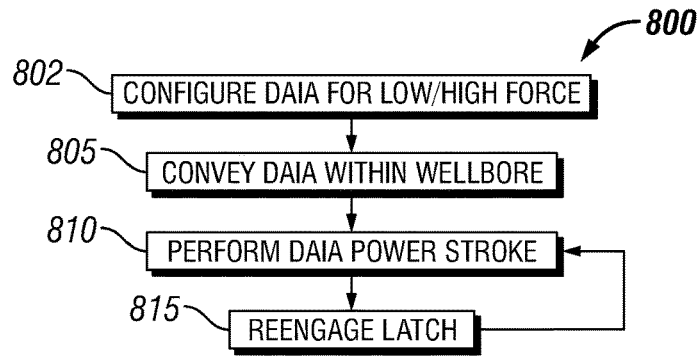 800
802 CONFIGURE DAIA FOR LOW/HIGH FORCE
805 CONVEY DAIA WITHIN WELLBORE
810 PERFORM DAIA POWER STROKE
815 REENGAGE LATCH